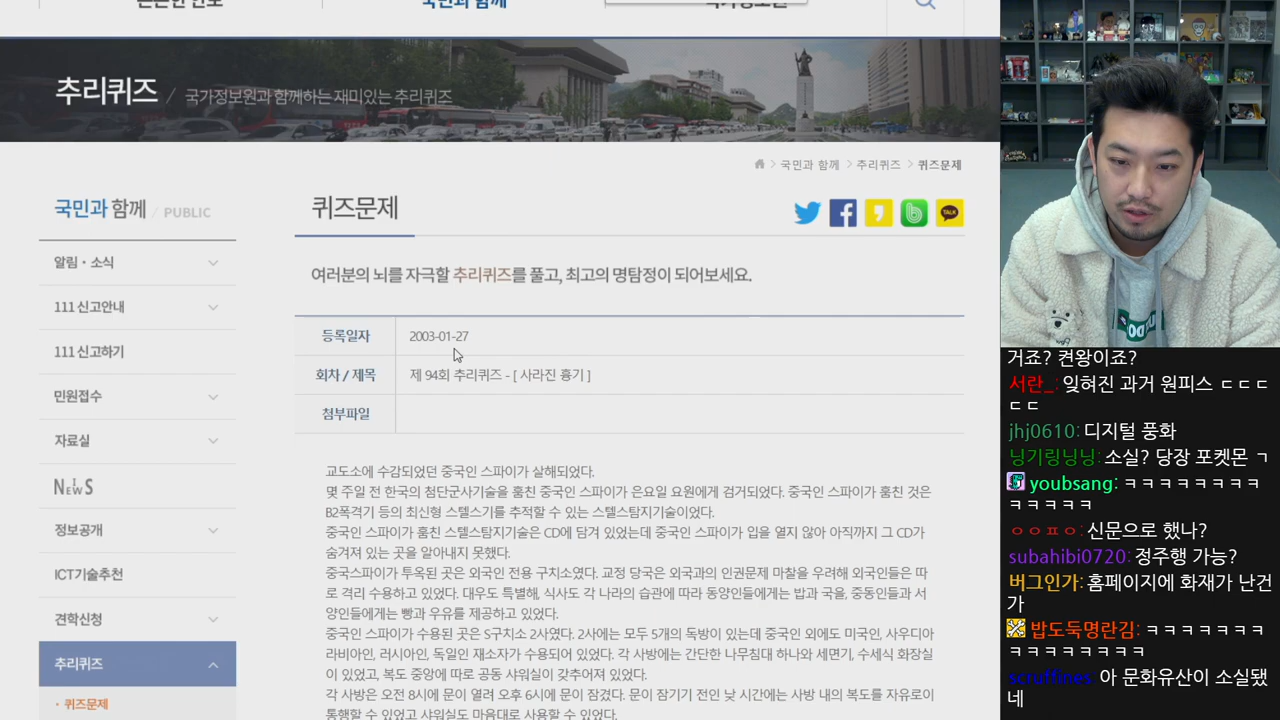 국민과 함께
추리퀴즈 / 국가정보원과 함께하는 재미있는 추리퀴즈
국민과 함께 > 추리퀴즈 > 퀴즈문제
국민과 함께 / PUBLIC
퀴즈문제
TALK
알림・소식
111 신고안내
111 신고하기
민원접수
자료실
NEWS
정보공개
ICT기술추천
견학신청
추리퀴즈
· 퀴즈문제
여러분의 뇌를 자극할 추리퀴즈를 풀고, 최고의 명탐정이 되어보세요.
등록일자 2003-01-27
회차 / 제목 제 94회 추리퀴즈 - [ 사라진 흉기 ]
첨부파일
교도소에 수감되었던 중국인 스파이가 살해되었다.
몇 주일 전 한국의 첨단군사기술을 훔친 중국인 스파이가 은요일 요원에게 검거되었다. 중국인 스파이가 훔친 것은
B2폭격기 등의 최신형 스텔스기를 추적할 수 있는 스텔스탐지기술이었다.
중국인 스파이가 훔친 스텔스탐지기술은 CD에 담겨 있었는데 중국인 스파이가 입을 열지 않아 아직까지 그 CD가
숨겨져 있는 곳을 알아내지 못했다.
중국스파이가 투옥된 곳은 외국인 전용 구치소였다. 교정 당국은 외국과의 인권문제 마찰을 우려해 외국인들은 따
로 격리 수용하고 있었다. 대우도 특별해, 식사도 각 나라의 습관에 따라 동양인들에게는 밥과 국을, 중동인들과 서
양인들에게는 빵과 우유를 제공하고 있었다.
중국인 스파이가 수용된 곳은 S구치소 2사였다. 2사에는 모두 5개의 독방이 있는데 중국인 외에도 미국인, 사우디아
라비아인, 러시아인, 독일인 재소자가 수용되어 있었다. 각 사방에는 간단한 나무침대 하나와 세면기, 수세식 화장실
이 있었고, 복도 중앙에 따로 공동 샤워실이 갖추어져 있었다.
각 사방은 오전 8시에 문이 열려 오후 6시에 문이 잠겼다. 문이 잠기기 전인 낮 시간에는 사방 내의 복도를 자유로이
통행할 수 있었고 샤워실도 마음대로 사용할 수 있었다.
거죠? 켠왕이죠?
서란_: 잊혀진 과거 원피스 ㄷㄷㄷ
ㄷㄷ
jhj0610: 디지털 풍화
닝기링닝닝: 소실? 당장 포켓몬 ㄱ
youbsang: ㅋㅋㅋㅋㅋㅋㅋㅋ
ㅋㅋㅋㅋㅋ
ㅇㅇㅍㅇ: 신문으로 했나?
subahibi0720: 정주행 가능?
버그인가: 홈페이지에 화재가 난건
가
밥도둑명란김: ㅋㅋㅋㅋㅋㅋㅋ
ㅋㅋㅋㅋㅋㅋㅋㅋ
scruffines: 아 문화유산이 소실됐
네